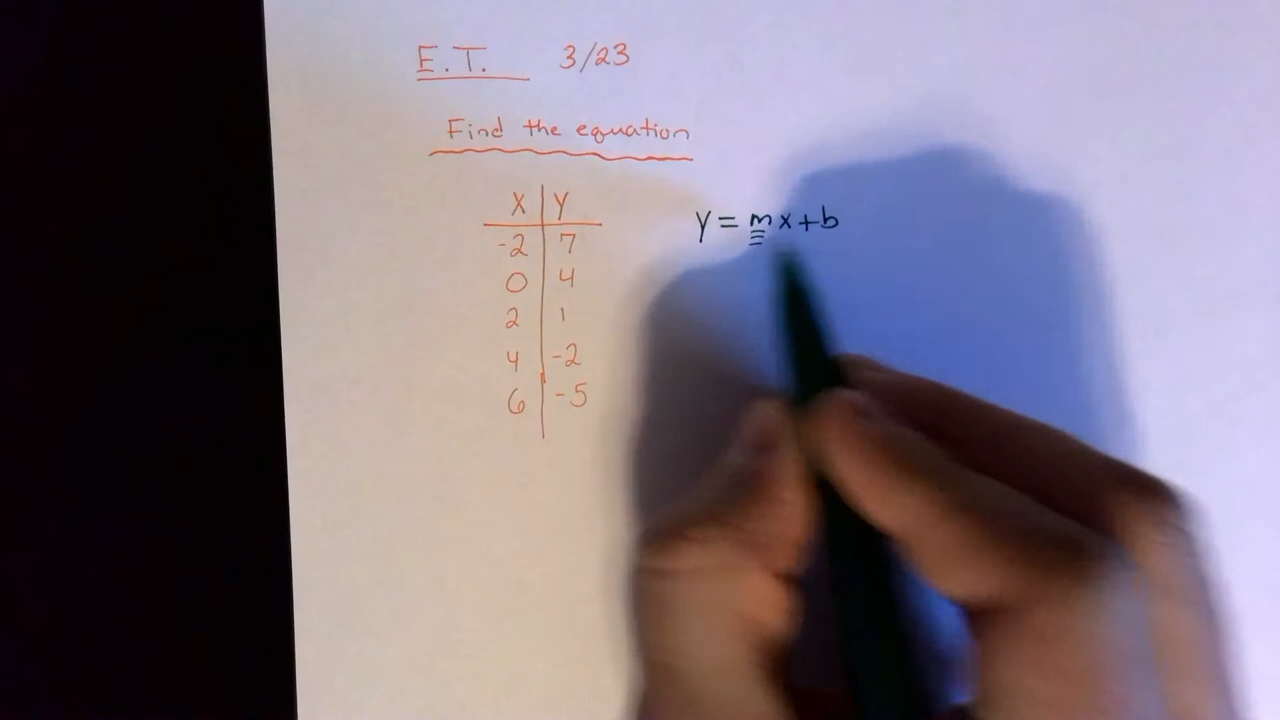 E.T. 3/23
Find the equation
X Y
-2 7
0 4
2 1
4 -2
6 -5
y = mx+b